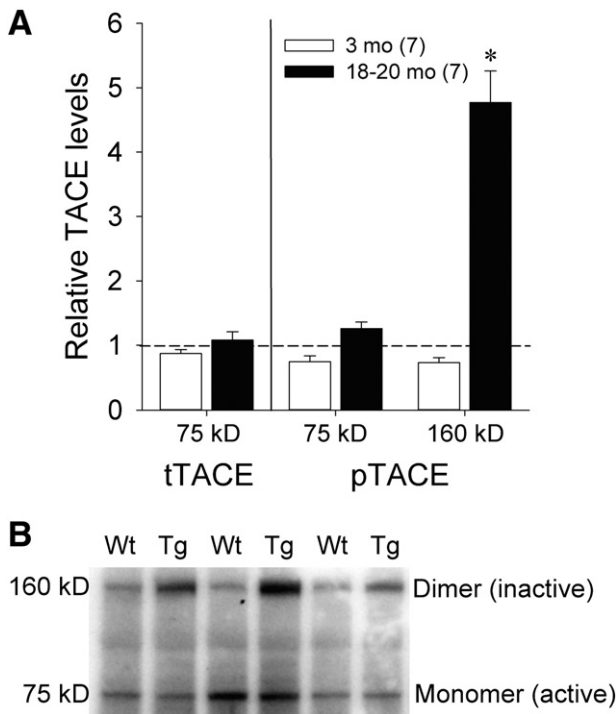 A
Relative TACE levels
6
5
4
3
2
1
0
3 mo (7)
18-20 mo (7)
*
75 kD
75 kD
160 kD
tTACE
pTACE
B
Wt Tg Wt Tg Wt Tg
160 kD
Dimer (inactive)
75 kD
Monomer (active)